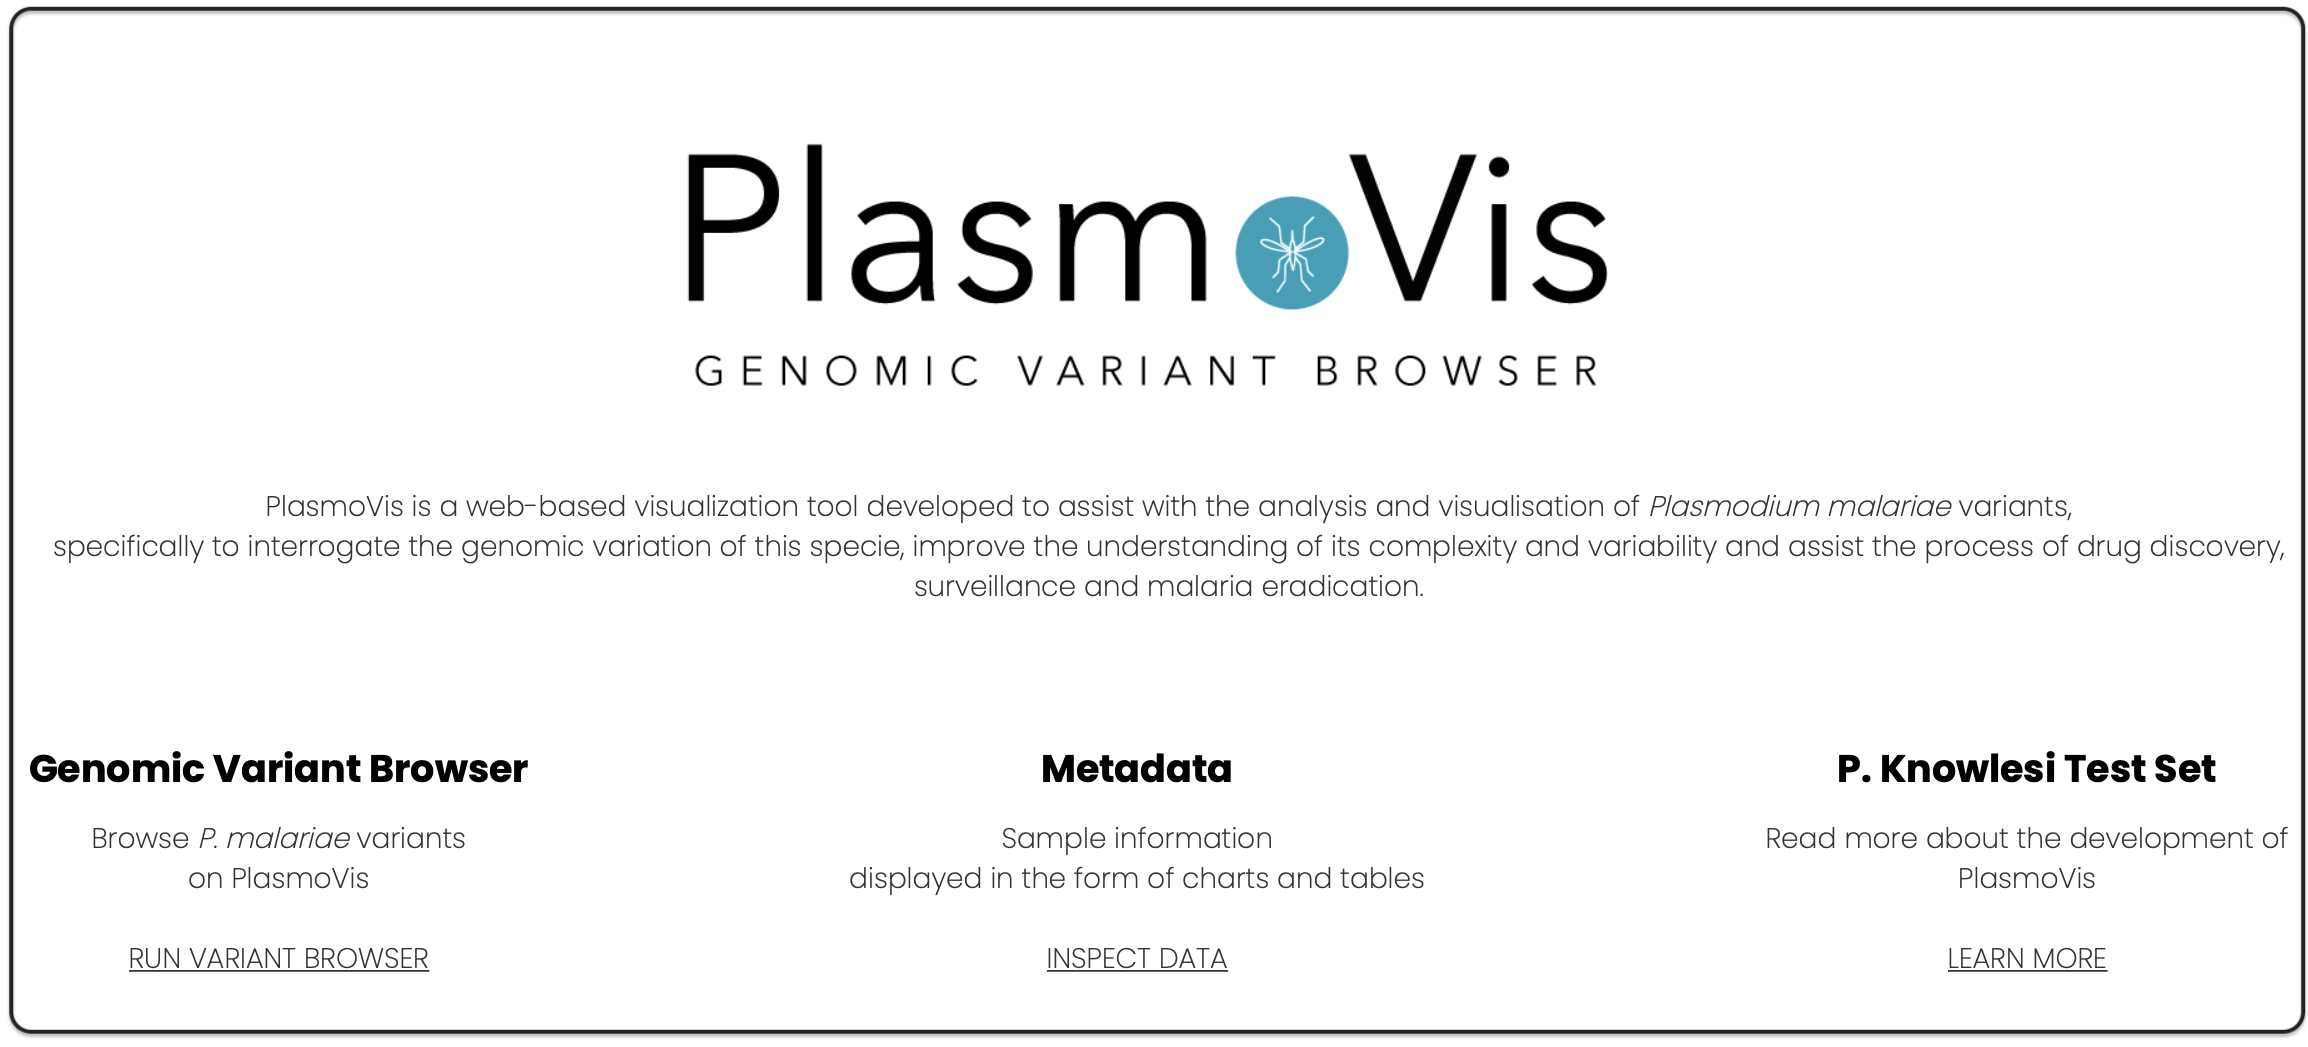 PlasmoVis
GENOMIC VARIANT BROWSER
PlasmoVis is a web-based visualization tool developed to assist with the analysis and visualisation of Plasmodium malariae variants,
specifically to interrogate the genomic variation of this specie, improve the understanding of its complexity and variability and assist the process of drug discovery,
surveillance and malaria eradication.
Genomic Variant Browser
Browse P. malariae variants
on PlasmoVis
RUN VARIANT BROWSER
Metadata
Sample information
displayed in the form of charts and tables
INSPECT DATA
P. Knowlesi Test Set
Read more about the development of
PlasmoVis
LEARN MORE